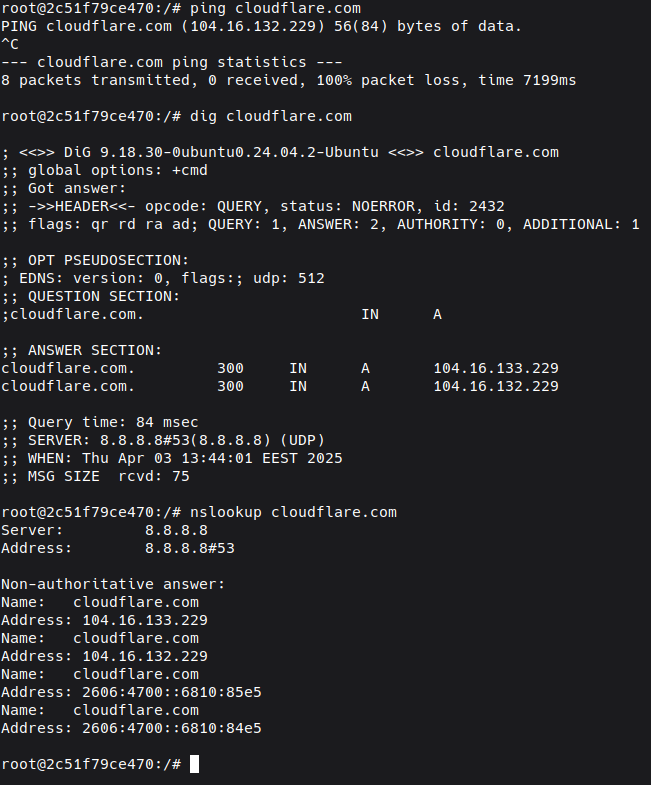 root@2c51f79ce470:/# ping cloudflare.com
PING cloudflare.com (104.16.132.229) 56(84) bytes of data.
^C
--- cloudflare.com ping statistics ---
8 packets transmitted, 0 received, 100% packet loss, time 7199ms
root@2c51f79ce470:/# dig cloudflare.com
; <<>> DiG 9.18.30-0ubuntu0.24.04.2-Ubuntu <<>> cloudflare.com
;; global options: +cmd
;; Got answer:
;; ->>HEADER<<- opcode: QUERY, status: NOERROR, id: 2432
;; flags: qr rd ra ad; QUERY: 1, ANSWER: 2, AUTHORITY: 0, ADDITIONAL: 1
;; OPT PSEUDOSECTION:
; EDNS: version: 0, flags:; udp: 512
;; QUESTION SECTION:
;cloudflare.com.			IN	A
;; ANSWER SECTION:
cloudflare.com.		300	IN	A	104.16.133.229
cloudflare.com.		300	IN	A	104.16.132.229
;; Query time: 84 msec
;; SERVER: 8.8.8.8#53(8.8.8.8) (UDP)
;; WHEN: Thu Apr 03 13:44:01 EEST 2025
;; MSG SIZE  rcvd: 75
root@2c51f79ce470:/# nslookup cloudflare.com
Server:		8.8.8.8
Address:	8.8.8.8#53
Non-authoritative answer:
Name:	cloudflare.com
Address: 104.16.133.229
Name:	cloudflare.com
Address: 104.16.132.229
Name:	cloudflare.com
Address: 2606:4700::6810:85e5
Name:	cloudflare.com
Address: 2606:4700::6810:84e5
root@2c51f79ce470:/#